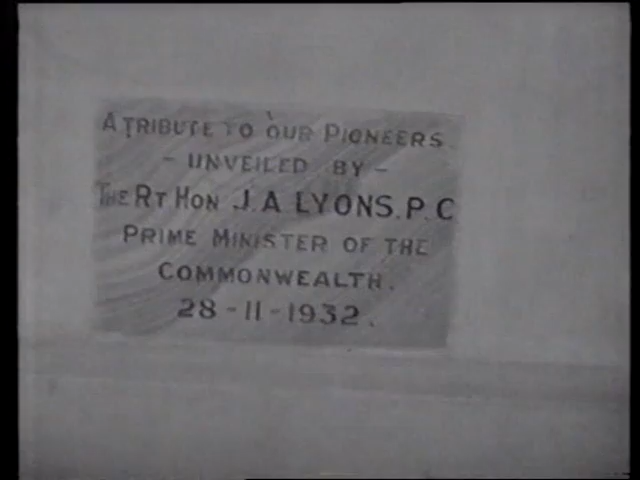 A TRIBUTE TO OUR PIONEERS.
- UNVEILED BY -
THE RT HON J. A LYONS. P. C
PRIME MINISTER OF THE
COMMONWEALTH.
28-11-1932.